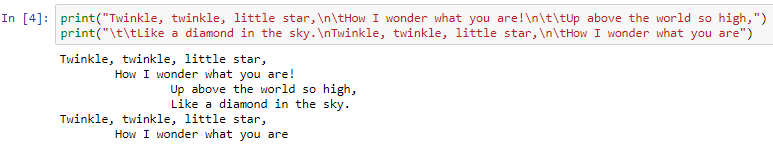 In [4]: print("Twinkle, twinkle, little star,\n\tHow I wonder what you are!\n\t\tUp above the world so high,")
print("\t\tLike a diamond in the sky.\nTwinkle, twinkle, little star,\n\tHow I wonder what you are")
Twinkle, twinkle, little star,
How I wonder what you are!
Up above the world so high,
Like a diamond in the sky.
Twinkle, twinkle, little star,
How I wonder what you are